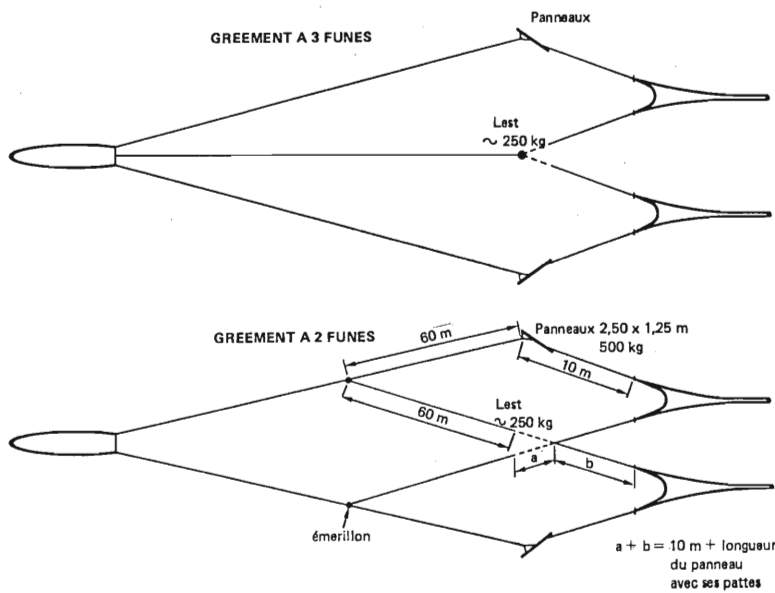 Panneaux
GREEMENT A 3 FUNES
Lest
~ 250 kg
GREEMENT A 2 FUNES
60 m
Panneaux 2,50 x 1,25 m
500 kg
10 m
60 m
Lest
~ 250 kg
a
b
émerillon
a + b = 10 m + longueur
du panneau
avec ses pattes